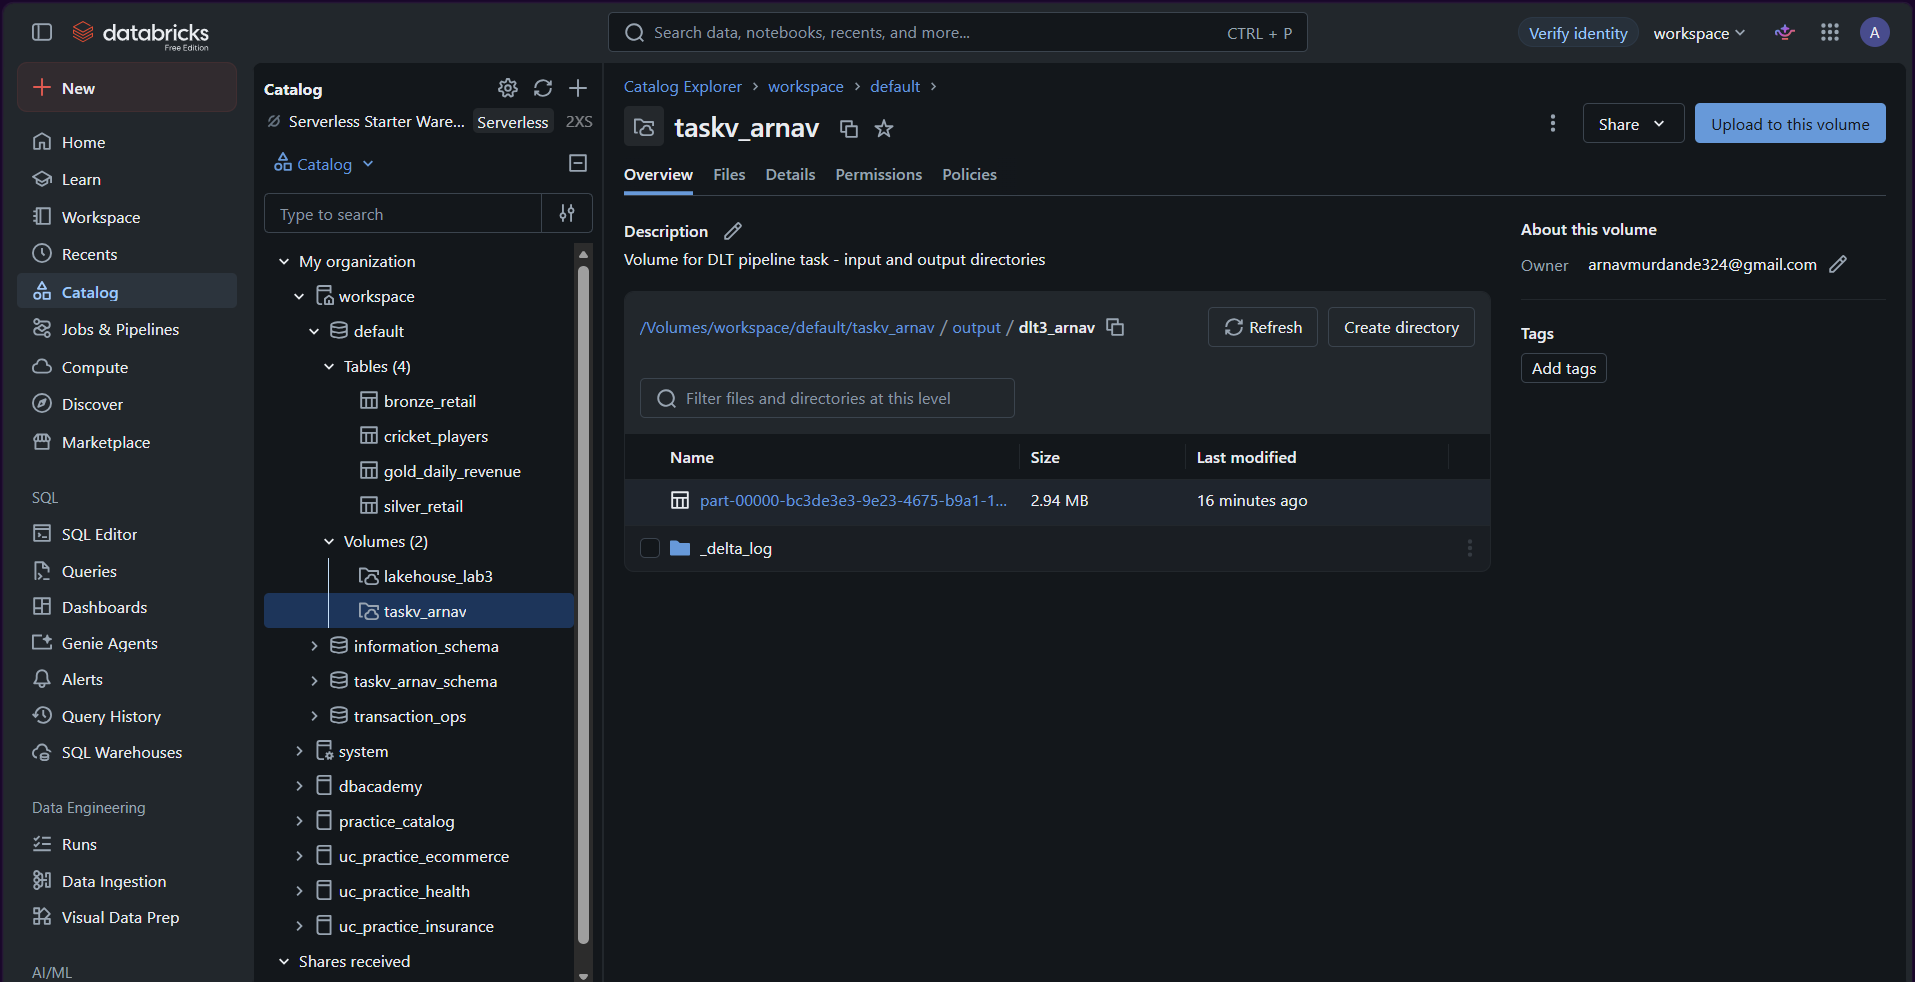 databricks
Free Edition
Search data, notebooks, recents, and more...
CTRL + P
Verify identity
workspace
A
New
Home
Learn
Workspace
Recents
Catalog
Jobs & Pipelines
Compute
Discover
Marketplace
SQL
SQL Editor
Queries
Dashboards
Genie Agents
Alerts
Query History
SQL Warehouses
Data Engineering
Runs
Data Ingestion
Visual Data Prep
AI/ML
Catalog
Serverless Starter Ware... Serverless 2XS
Catalog
Type to search
My organization
workspace
default
Tables (4)
bronze_retail
cricket_players
gold_daily_revenue
silver_retail
Volumes (2)
lakehouse_lab3
taskv_arnav
information_schema
taskv_arnav_schema
transaction_ops
system
dbacademy
practice_catalog
uc_practice_ecommerce
uc_practice_health
uc_practice_insurance
Shares received
Catalog Explorer > workspace > default >
taskv_arnav
Share
Upload to this volume
Overview Files Details Permissions Policies
Description
Volume for DLT pipeline task - input and output directories
/Volumes/workspace/default/taskv_arnav / output / dlt3_arnav
Refresh
Create directory
Filter files and directories at this level
Name Size Last modified
part-00000-bc3de3e3-9e23-4675-b9a1-1... 2.94 MB 16 minutes ago
_delta_log
About this volume
Owner arnavmurdande324@gmail.com
Tags
Add tags